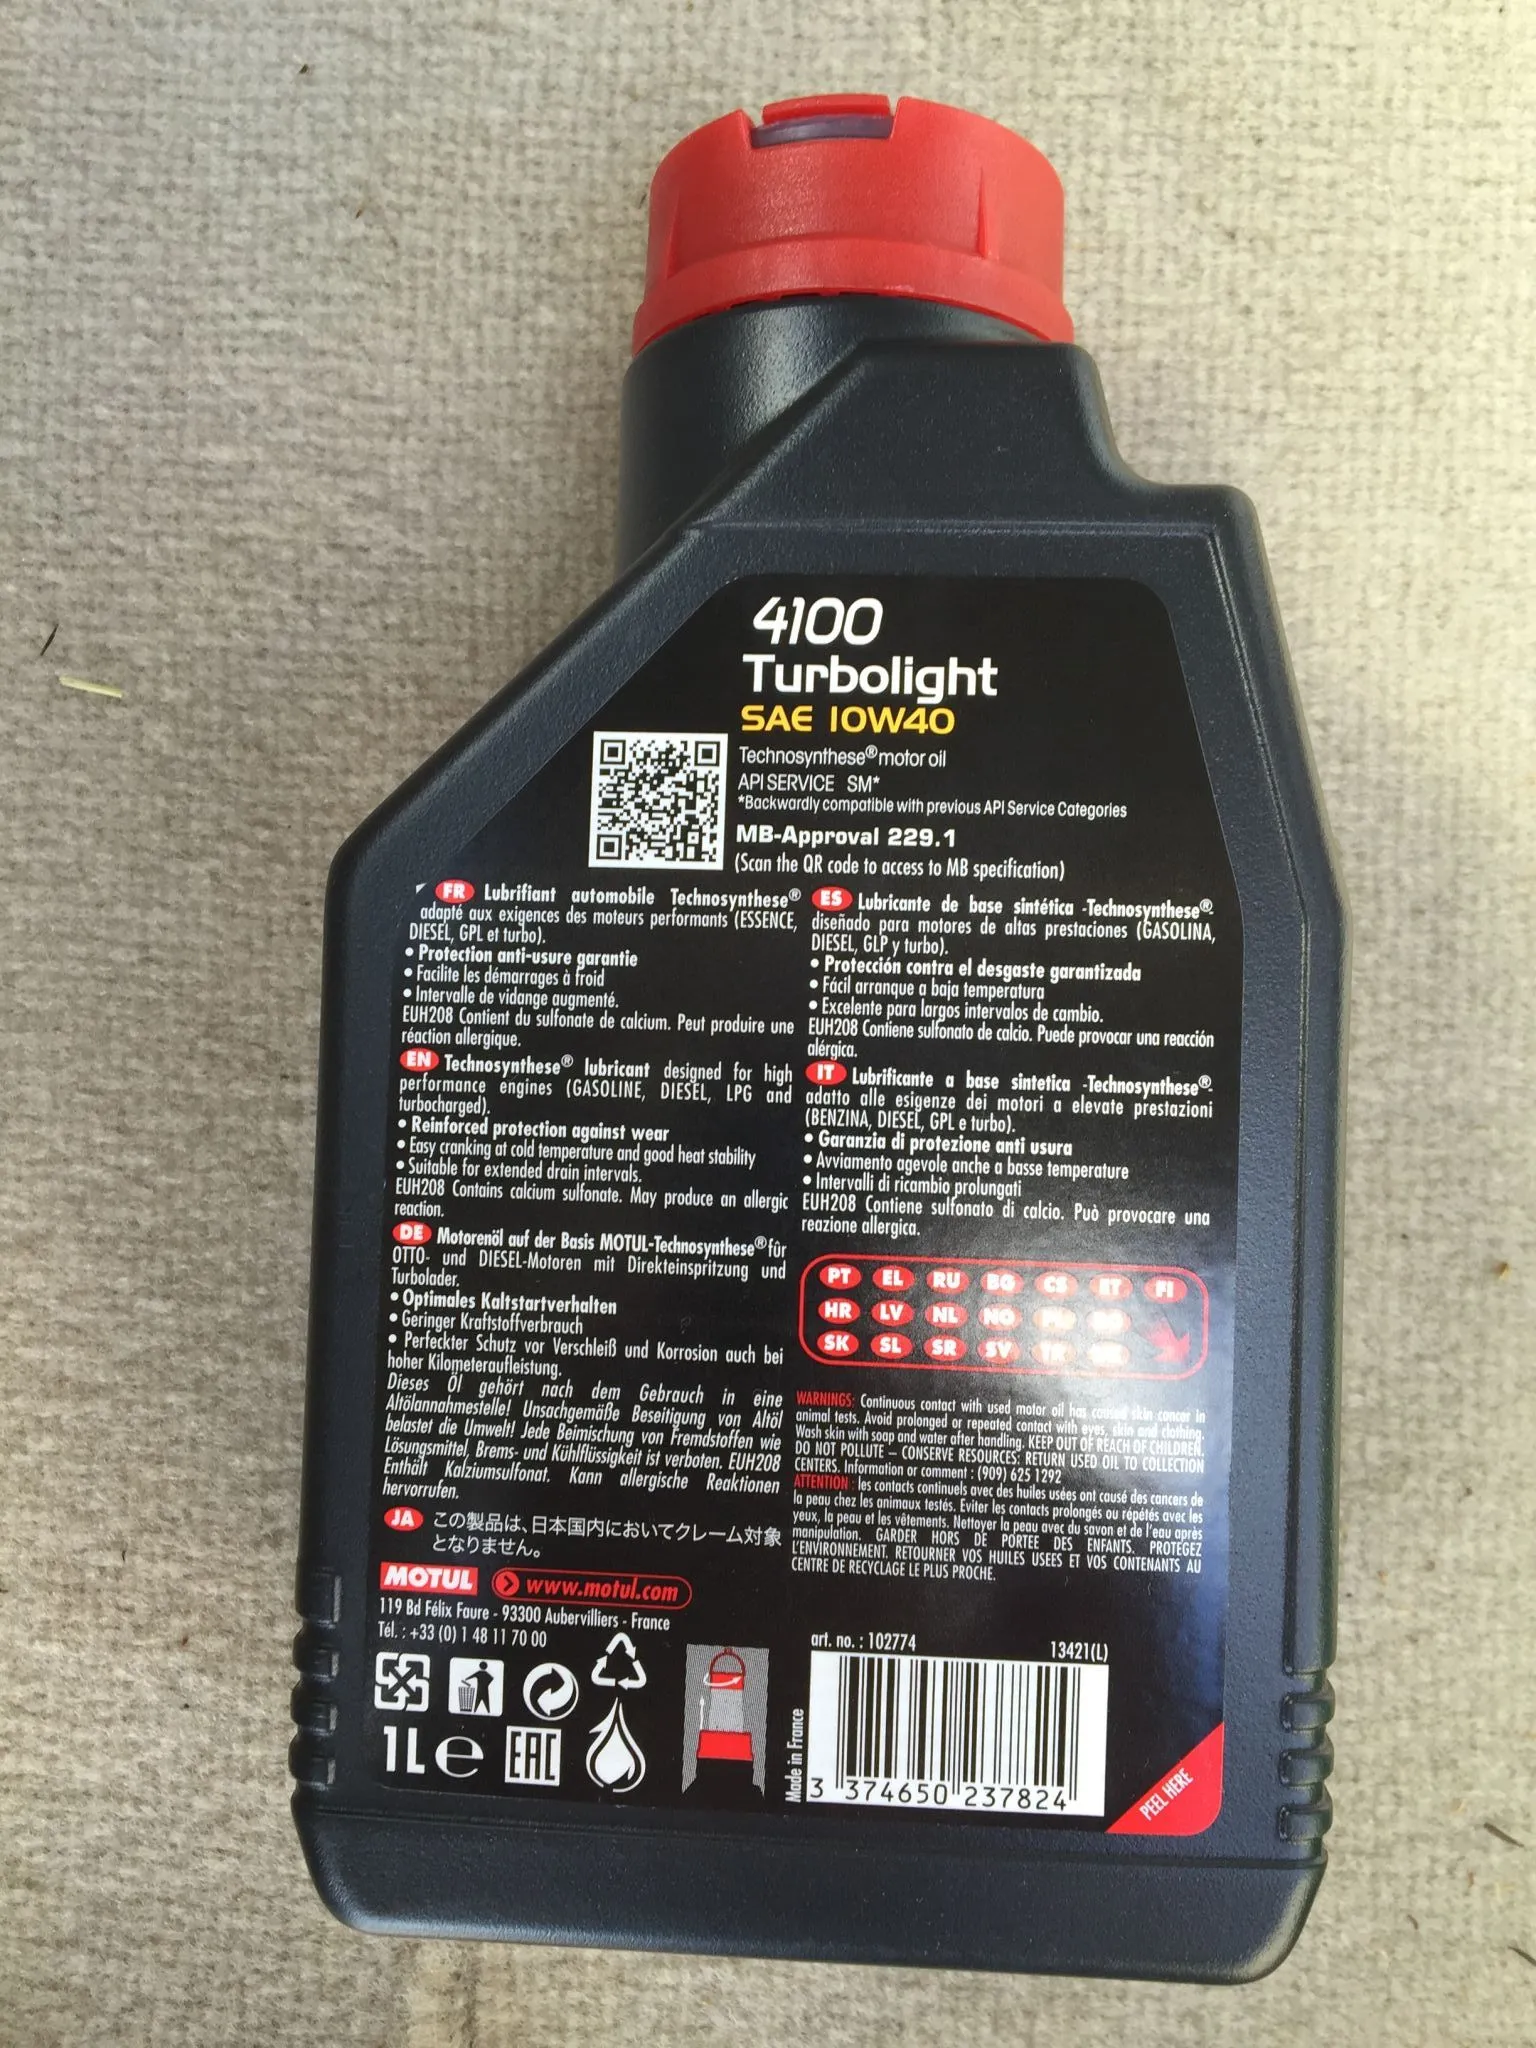 4100
Turbolight
SAE 10W40
Technosynthese® motor oil
API SERVICE SM*
*Backwardly compatible with previous API Service Categories
MB-Approval 229.1
(Scan the QR code to access to MB specification)
FR Lubrifiant automobile Technosynthese®
adapté aux exigences des moteurs performants (ESSENCE,
DIESEL, GPL et turbo).
• Protection anti-usure garantie
• Facilite les démarrages à froid
• Intervalle de vidange augmenté.
EUH208 Contient du sulfonate de calcium. Peut produire une
réaction allergique.
EN Technosynthese® lubricant designed for high
performance engines (GASOLINE, DIESEL, LPG and
turbocharged).
• Reinforced protection against wear
• Easy cranking at cold temperature and good heat stability
• Suitable for extended drain intervals.
EUH208 Contains calcium sulfonate. May produce an allergic
reaction.
DE Motorenöl auf der Basis MOTUL-Technosynthese® für
OTTO- und DIESEL-Motoren mit Direkteinspritzung und
Turbolader.
• Optimales Kaltstartverhalten
• Geringer Kraftstoffverbrauch
• Perfekter Schutz vor Verschleiß und Korrosion auch bei
hoher Kilometeraufleistung.
Dieses Öl gehört nach dem Gebrauch in eine
Altölannahmestelle! Unsachgemäße Beseitigung von Altöl
belastet die Umwelt! Jede Beimischung von Fremdstoffen wie
Lösungsmittel, Brems- und Kühlflüssigkeit ist verboten. EUH208
Enthält Kalziumsulfonat. Kann allergische Reaktionen
hervorrufen.
JA この製品は、日本国内においてクレーム対象
となりません。
MOTUL www.motul.com
119 Bd Félix Faure - 93300 Aubervilliers - France
Tél. : +33 (0) 1 48 11 70 00
1L e EAC
ES Lubricante de base sintética -Technosynthese®-
diseñado para motores de altas prestaciones (GASOLINA,
DIESEL, GLP y turbo).
• Protección contra el desgaste garantizada
• Fácil arranque a baja temperatura
• Excelente para largos intervalos de cambio.
EUH208 Contiene sulfonato de calcio. Puede provocar una reacción
alérgica.
IT Lubrificante a base sintetica -Technosynthese®-
adatto alle esigenze dei motori a elevate prestazioni
(BENZINA, DIESEL, GPL e turbo).
• Garanzia di protezione anti usura
• Avviamento agevole anche a basse temperature
• Intervalli di ricambio prolungati
EUH208 Contiene sulfonato di calcio. Può provocare una
reazione allergica.
PT EL RU BG CS ET FI
HR LV NL NO
SK SL SR SV TR
WARNINGS: Continuous contact with used motor oil has caused skin cancer in
animal tests. Avoid prolonged or repeated contact with eyes, skin and clothing.
Wash skin with soap and water after handling. KEEP OUT OF REACH OF CHILDREN.
DO NOT POLLUTE – CONSERVE RESOURCES: RETURN USED OIL TO COLLECTION
CENTERS. Information or comment : (909) 625 1292
ATTENTION : les contacts continuels avec des huiles usées ont causé des cancers de
la peau chez les animaux testés. Eviter les contacts prolongés ou répétés avec les
yeux, la peau et les vêtements. Nettoyer la peau avec du savon et de l'eau après
manipulation. GARDER HORS DE PORTEE DES ENFANTS. PROTEGEZ
L'ENVIRONNEMENT. RETOURNER VOS HUILES USEES ET VOS CONTENANTS AU
CENTRE DE RECYCLAGE LE PLUS PROCHE.
art. no. : 102774 13421(L)
Made in France
3 374650 237824
PEEL HERE